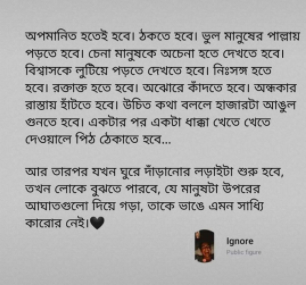 অপমানিত হতেই হবে। ঠকতে হবে। ভুল মানুষের পাল্লায়
পড়তে হবে। চেনা মানুষকে অচেনা হতে দেখতে হবে।
বিশ্বাসকে লুটিয়ে পড়তে দেখতে হবে। নিঃসঙ্গ হতে
হবে। রক্তাক্ত হতে হবে। অঝোরে কাঁদতে হবে। অন্ধকার
রাস্তায় হাঁটতে হবে। উচিত কথা বললে হাজারটা আঙুল
গুনতে হবে। একটার পর একটা ধাক্কা খেতে খেতে
দেওয়ালে পিঠ ঠেকাতে হবে...
আর তারপর যখন ঘুরে দাঁড়ানোর লড়াইটা শুরু হবে,
তখন লোকে বুঝতে পারবে, যে মানুষটা উপরের
আঘাতগুলো দিয়ে গড়া, তাকে ভাঙে এমন সাধ্যি
কারোর নেই।🖤
Ignore
Public figure